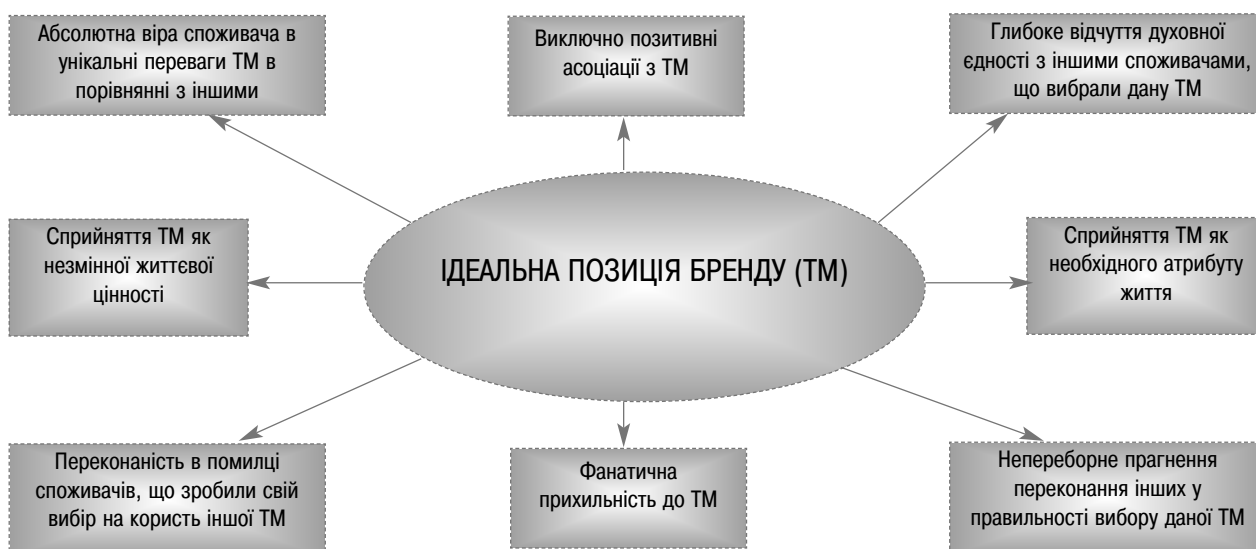 Абсолютна віра споживача в
унікальні переваги ТМ в
порівнянні з іншими
Виключно позитивні
асоціації з ТМ
Глибоке відчуття духовної
єдності з іншими споживачами,
що вибрали дану ТМ
Сприйняття ТМ як
незмінної життєвої
цінності
ІДЕАЛЬНА ПОЗИЦІЯ БРЕНДУ (ТМ)
Сприйняття ТМ як
необхідного атрибуту
життя
Переконаність в помилці
споживачів, що зробили свій
вибір на користь іншої ТМ
Фанатична
прихильність до ТМ
Непереборне прагнення
переконання інших у
правильності вибору даної ТМ